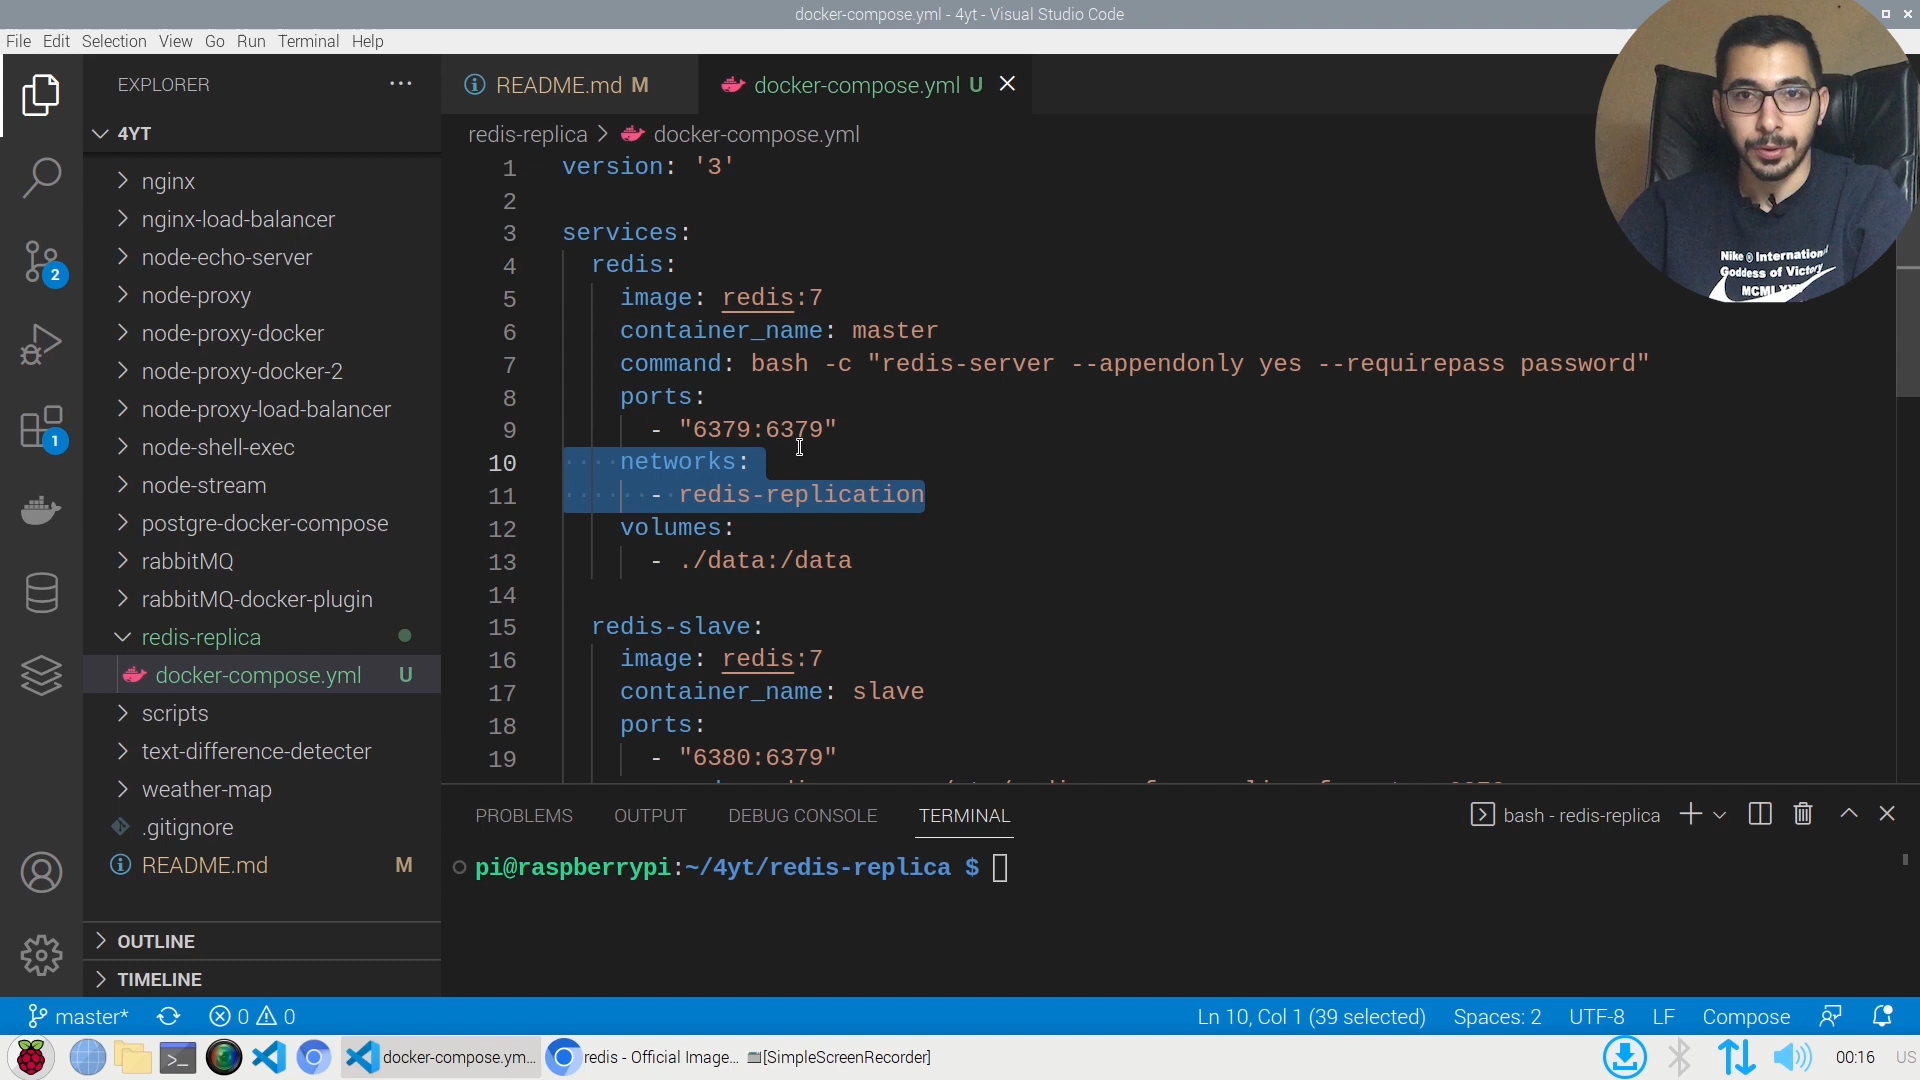 docker-compose.yml - 4yt - Visual Studio Code
File Edit Selection View Go Run Terminal Help
EXPLORER
README.md M
docker-compose.yml U
4YT
redis-replica > docker-compose.yml
nginx
nginx-load-balancer
node-echo-server
node-proxy
node-proxy-docker
node-proxy-docker-2
node-proxy-load-balancer
node-shell-exec
node-stream
postgre-docker-compose
rabbitMQ
rabbitMQ-docker-plugin
redis-replica
docker-compose.yml U
scripts
text-difference-detecter
weather-map
.gitignore
README.md M
OUTLINE
TIMELINE
2
1
1 version: '3'
2
3 services:
4 redis:
5 image: redis:7
6 container_name: master
7 command: bash -c "redis-server --appendonly yes --requirepass password"
8 ports:
9 - "6379:6379"
10 networks:
11 - redis-replication
12 volumes:
13 - ./data:/data
14
15 redis-slave:
16 image: redis:7
17 container_name: slave
18 ports:
19 - "6380:6379"
Nike ® International
Goddess of Victory
PROBLEMS OUTPUT DEBUG CONSOLE TERMINAL
bash - redis-replica
pi@raspberrypi:~/4yt/redis-replica $
master* 0 0
Ln 10, Col 1 (39 selected) Spaces: 2 UTF-8 LF Compose
docker-compose.ym... redis - Official Image... [SimpleScreenRecorder]
00:16 US